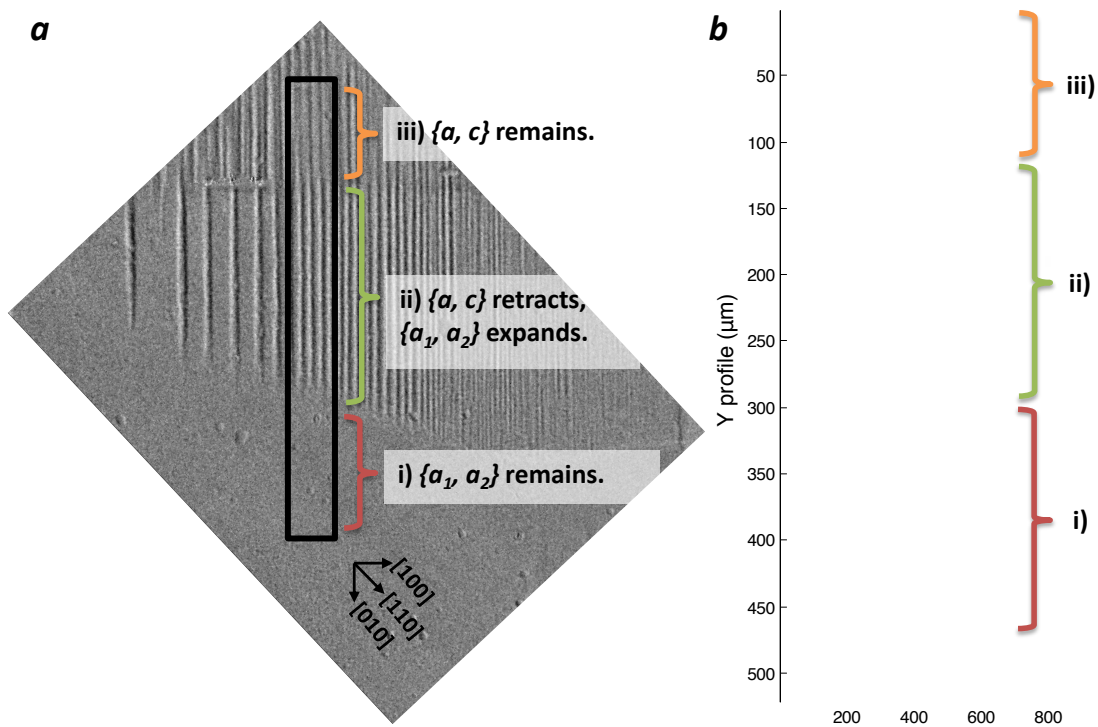 a
iii) {a, c} remains.
ii) {a, c} retracts,
{a₁, a₂} expands.
i) {a₁, a₂} remains.
[100]
[110]
[010]
b
50
100
150
200
250
300
350
400
450
500
Y profile (μm)
200
400
600
800
iii)
ii)
i)